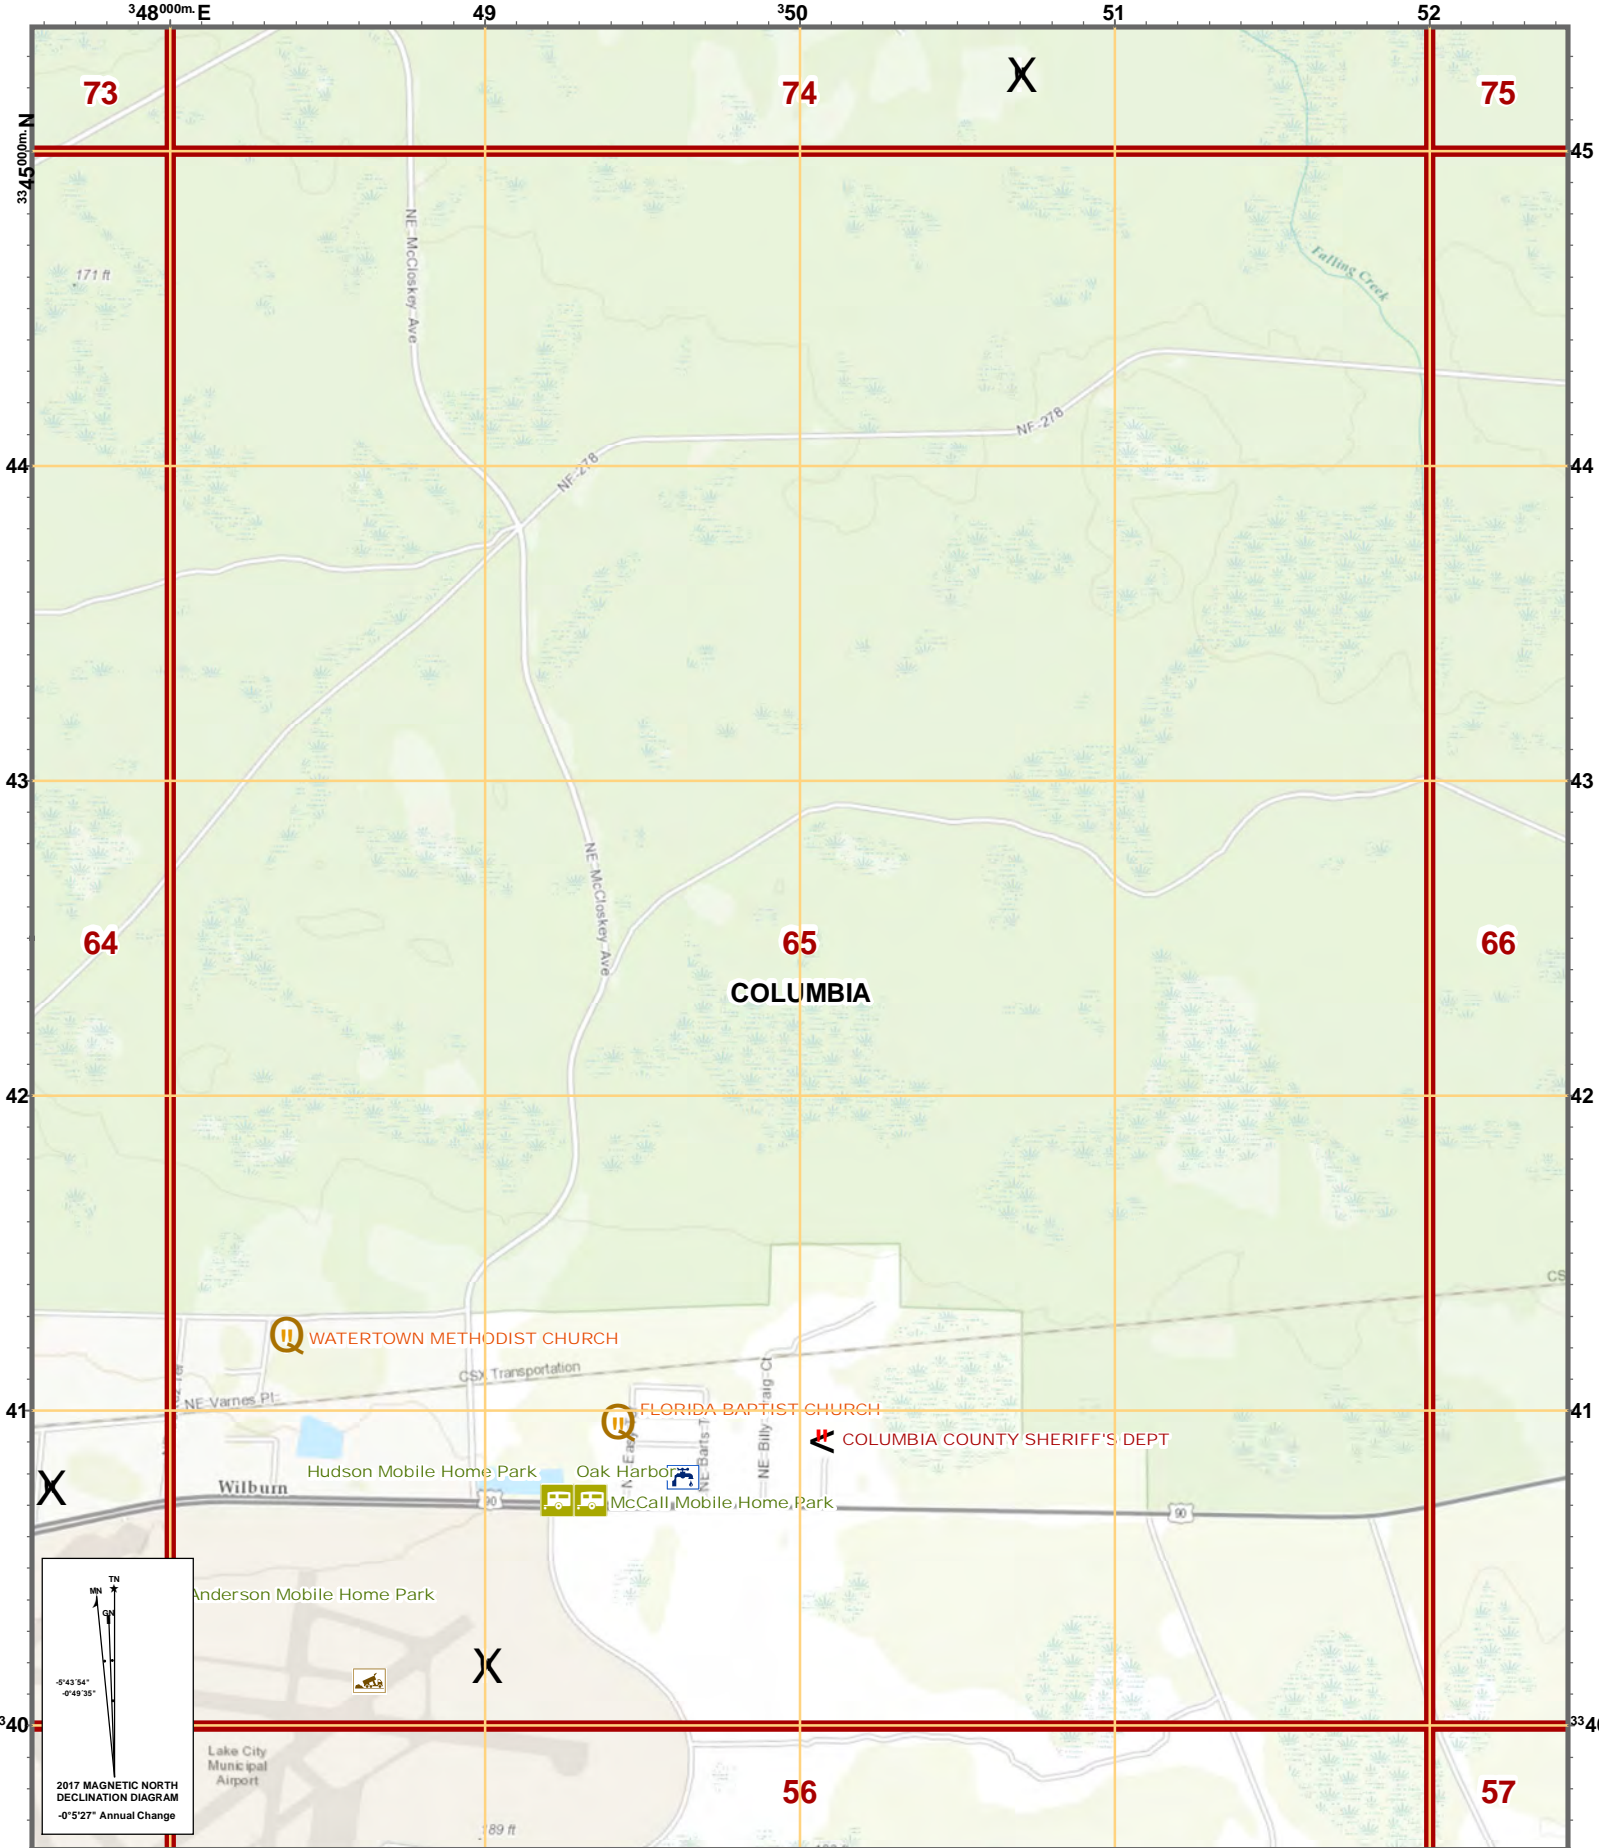 348000m. E 49 350 51 52
73 74 75
X
3345000m. N
45
NE McCloskey Ave
171 ft
Falling Creek
NF-278
NF-278
44 44
43 43
NE McCloskey Ave
64 65 66
COLUMBIA
42 42
WATERTOWN METHODIST CHURCH
CSX Transportation
NE Varnes Pl
41 41
FLORIDA BAPTIST CHURCH
COLUMBIA COUNTY SHERIFF'S DEPT
Hudson Mobile Home Park Oak Harbor
X
Wilburn
90
McCall Mobile Home Park
90
Anderson Mobile Home Park
X
TN
MN
GN
-5°43'54"
-0°49'35"
2017 MAGNETIC NORTH
DECLINATION DIAGRAM
-0°5'27" Annual Change
Lake City
Municipal
Airport
56 57
189 ft